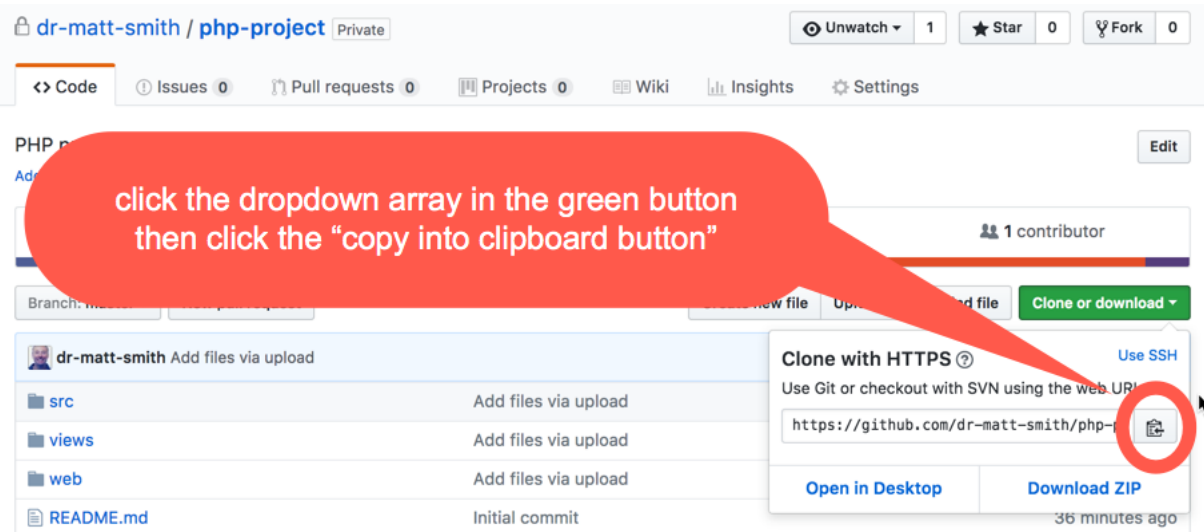 dr-matt-smith / php-project Private
Unwatch 1 Star 0 Fork 0
Code Issues 0 Pull requests 0 Projects 0 Wiki Insights Settings
PHP
Edit
click the dropdown array in the green button
then click the “copy into clipboard button”
1 contributor
Branch:
file
file Clone or download
dr-matt-smith Add files via upload
Clone with HTTPS Use SSH
Use Git or checkout with SVN using the web
src Add files via upload
https://github.com/dr-matt-smith/php-p
views Add files via upload
web Add files via upload
Open in Desktop Download ZIP
README.md Initial commit 36 minutes ago